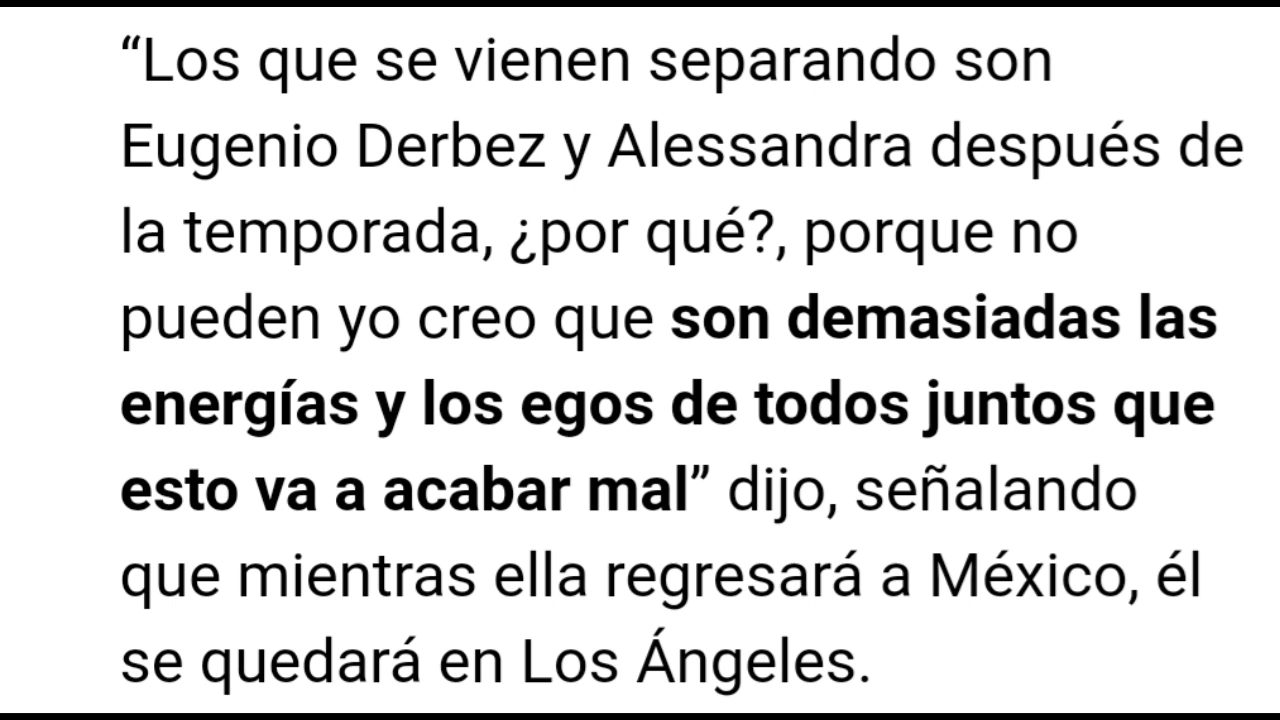 “Los que se vienen separando son
Eugenio Derbez y Alessandra después de
la temporada, ¿por qué?, porque no
pueden yo creo que son demasiadas las
energías y los egos de todos juntos que
esto va a acabar mal” dijo, señalando
que mientras ella regresará a México, él
se quedará en Los Ángeles.